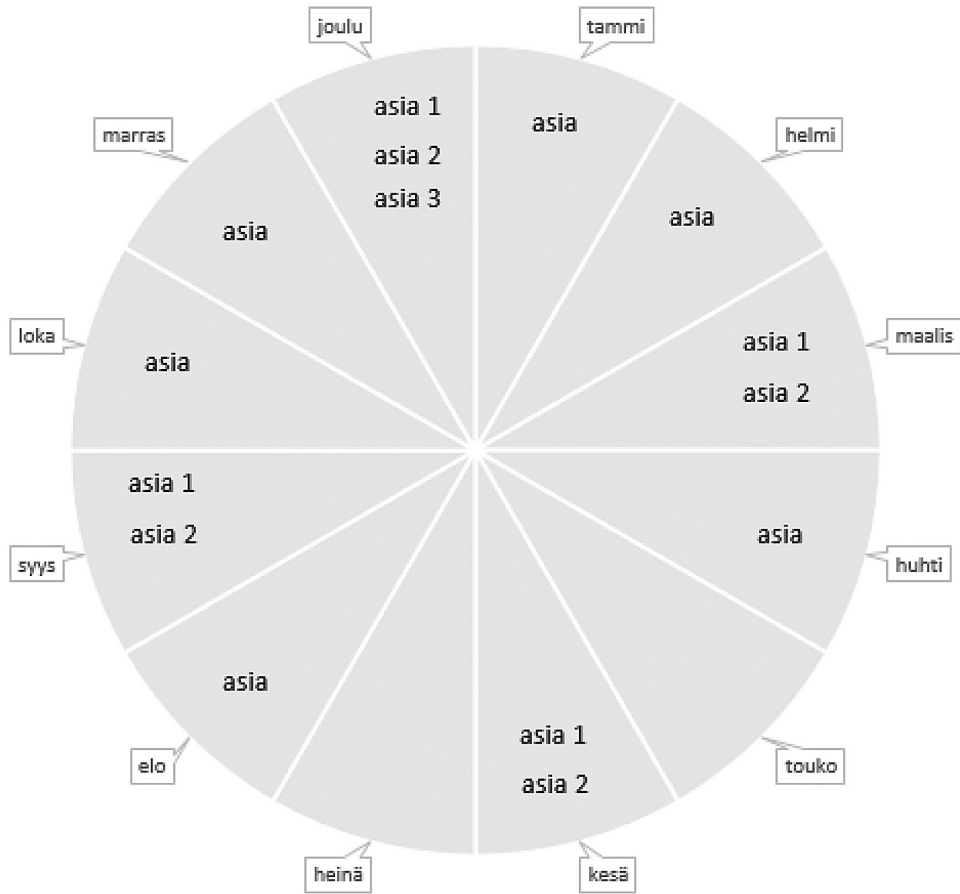 joulu
tammi
marras
helmi
asia 1
asia 2
asia 3
asia
asia
asia
loka
maalis
asia
asia 1
asia 2
asia 1
asia 2
asia
syys
huhti
asia
asia 1
asia 2
elo
touko
heinä
kesä